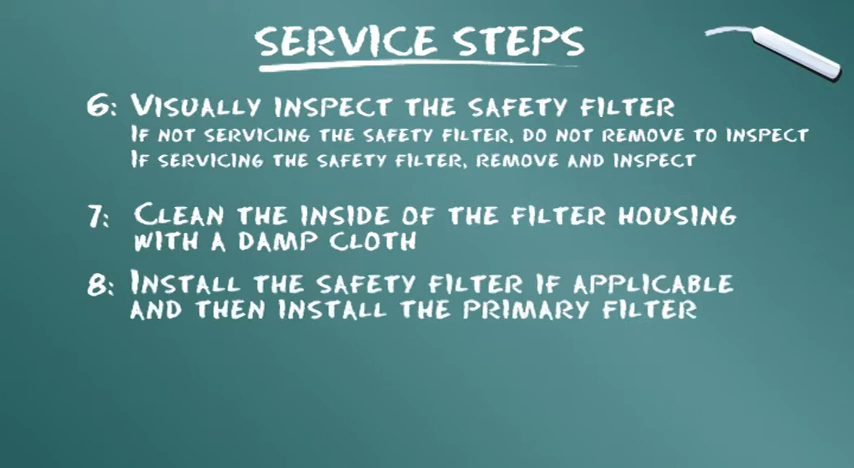 SERVICE STEPS
6: VISUALLY INSPECT THE SAFETY FILTER
IF NOT SERVICING THE SAFETY FILTER, DO NOT REMOVE TO INSPECT
IF SERVICING THE SAFETY FILTER, REMOVE AND INSPECT
7: CLEAN THE INSIDE OF THE FILTER HOUSING
WITH A DAMP CLOTH
8: INSTALL THE SAFETY FILTER IF APPLICABLE
AND THEN INSTALL THE PRIMARY FILTER